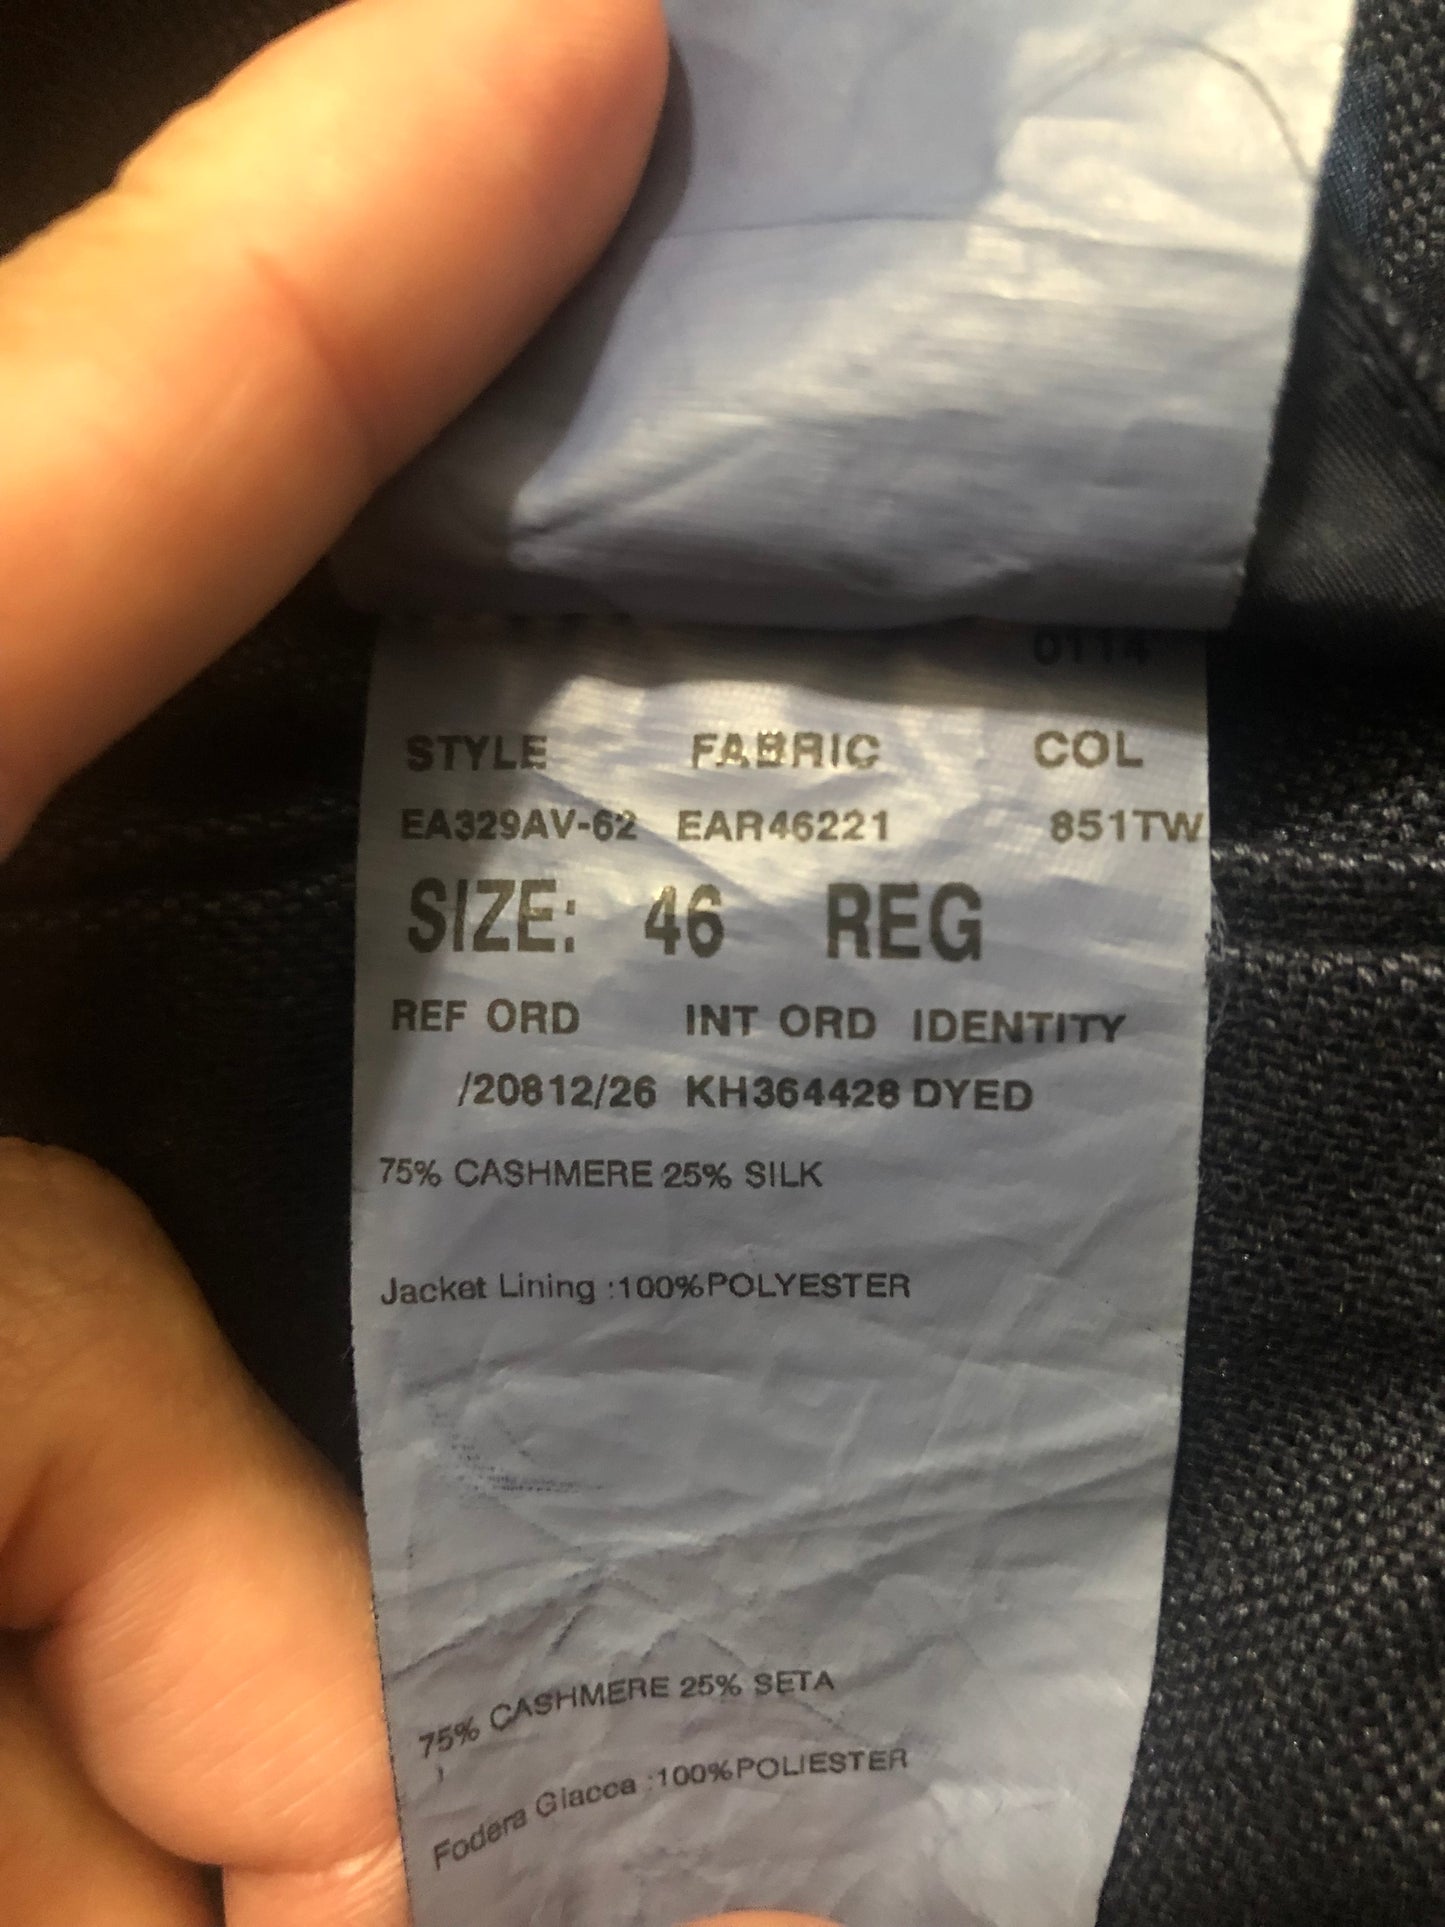 0114
STYLE FABRIC COL
EA329AV-62 EAR46221 851TW
SIZE: 46 REG
REF ORD INT ORD IDENTITY
/20812/26 KH364428 DYED
75% CASHMERE 25% SILK
Jacket Lining :100%POLYESTER
75% CASHMERE 25% SETA
Fodera Giacca :100%POLIESTER